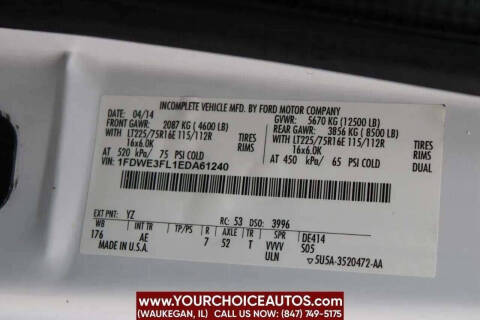 INCOMPLETE VEHICLE MFD. BY FORD MOTOR COMPANY
04/14 GVWR: 5670 KG (12500 LB)
FRONT GAWR: 2087 KG (4600 LB) REAR GAWR: 3856 KG (8500 LB)
WITH LT225/75R16E 115/112R TIRES WITH LT225/75R16E 115/112R TIRES
16x6.0K RIMS 16x6.0K RIMS
AT 520 kPa/ 75 PSI COLD AT 450 kPa/ 65 PSI COLD DUAL
VIN: 1FDWE3FL1EDA61240
EXT PNT: YZ RC: 53 DSO: 3996
WB INT TR TP/PS R AXLE TR SPR DE414
176 AE 7 52 T VVVV S05
MADE IN U.S.A. ULN 5U5A-3520472-AA
WWW.YOURCHOICEAUTOS.COM
(WAUKEGAN, IL) CALL: (847) 749-5175